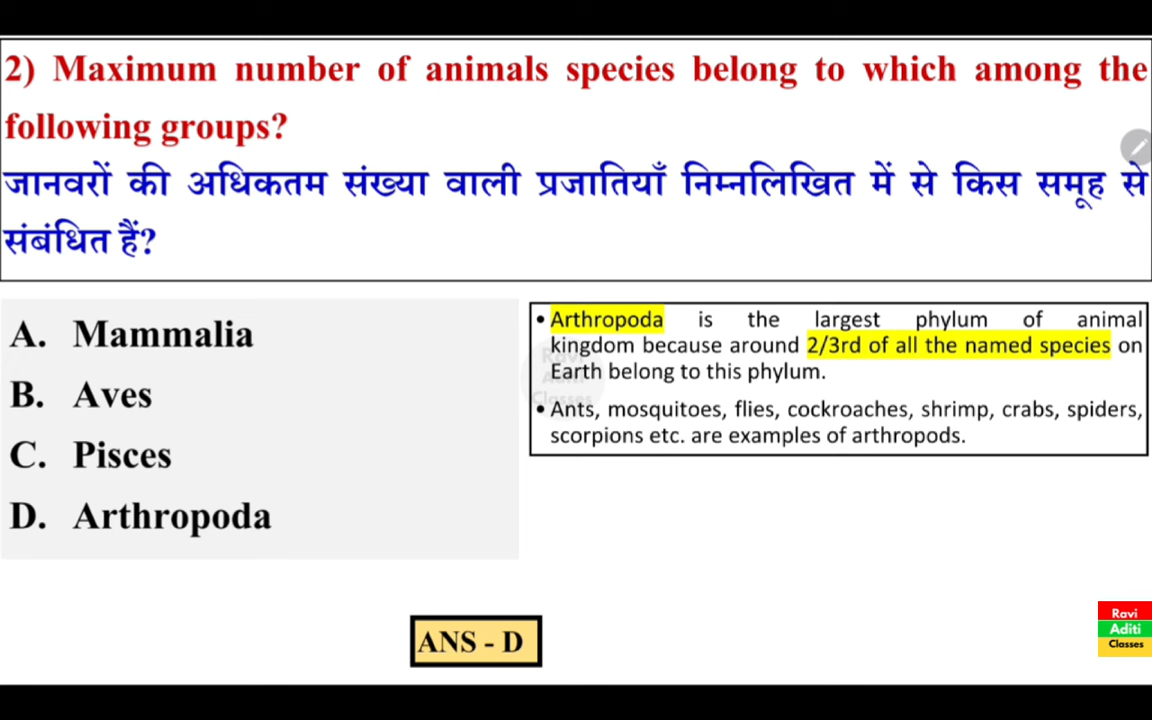 2) Maximum number of animals species belong to which among the
following groups?
जानवरों की अधिकतम संख्या वाली प्रजातियाँ निम्नलिखित में से किस समूह से
संबंधित हैं?
A. Mammalia
B. Aves
C. Pisces
D. Arthropoda
• Arthropoda is the largest phylum of animal
kingdom because around 2/3rd of all the named species on
Earth belong to this phylum.
• Ants, mosquitoes, flies, cockroaches, shrimp, crabs, spiders,
scorpions etc. are examples of arthropods.
Ravi
Aditi
Classes
ANS - D
Ravi
Aditi
Classes